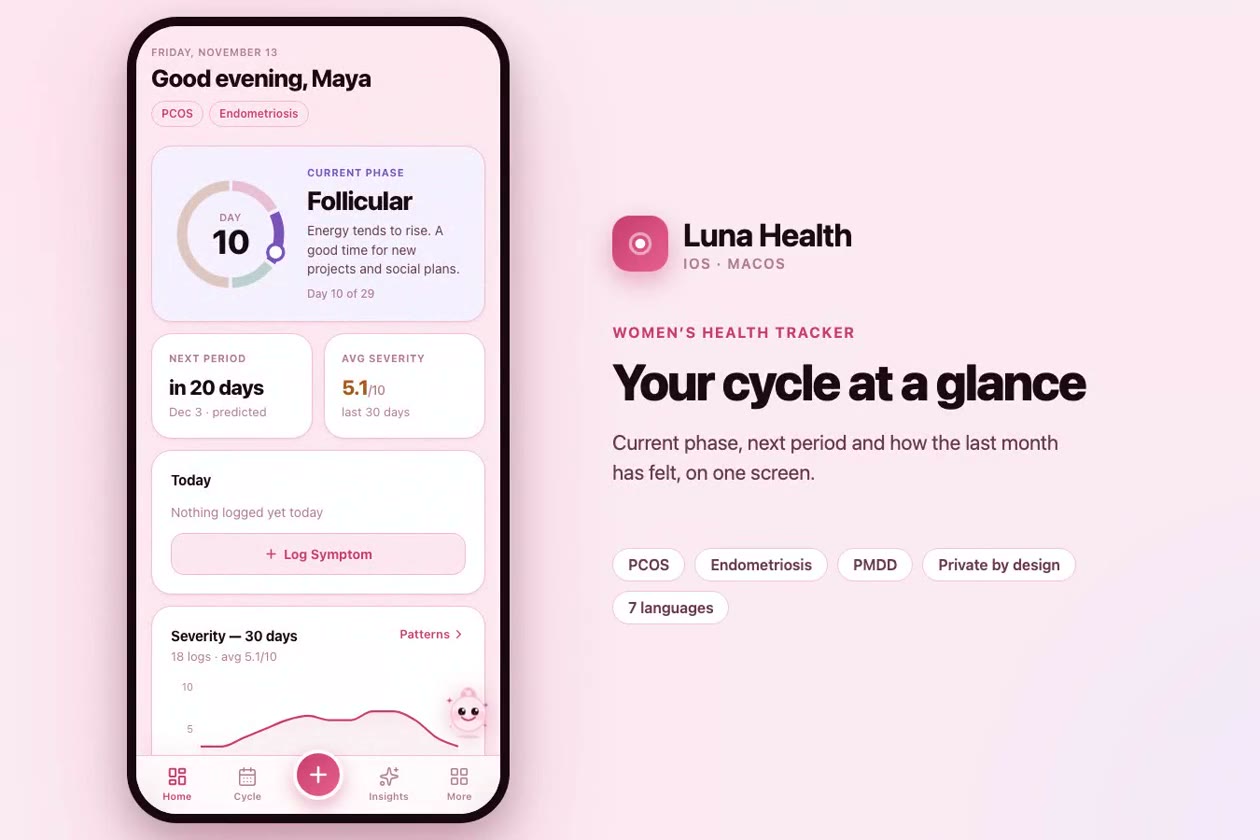 FRIDAY, NOVEMBER 13
Good evening, Maya
PCOS
Endometriosis
DAY
10
CURRENT PHASE
Follicular
Energy tends to rise. A
good time for new
projects and social plans.
Day 10 of 29
NEXT PERIOD
in 20 days
Dec 3 · predicted
AVG SEVERITY
5.1/10
last 30 days
Today
Nothing logged yet today
+ Log Symptom
Severity — 30 days
Patterns >
18 logs · avg 5.1/10
10
5
Home
Cycle
+
Insights
More
Luna Health
IOS · MACOS
WOMEN'S HEALTH TRACKER
Your cycle at a glance
Current phase, next period and how the last month
has felt, on one screen.
PCOS
Endometriosis
PMDD
Private by design
7 languages